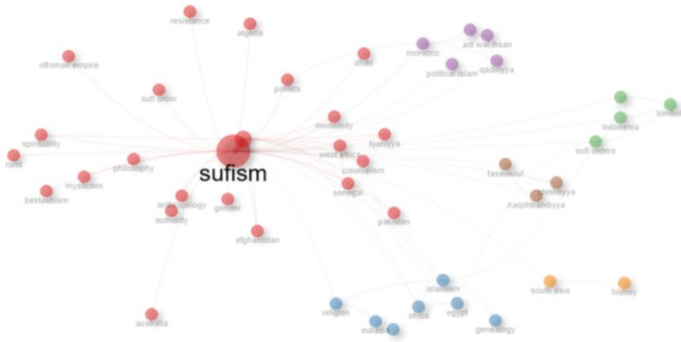 resistance
algeria
adl wal ihsan
morocco
ottoman empire
dhikr
political islam
qadiriyya
politics
sufi order
modernity
indonesia
lombok
spirituality
west africa
tijaniyya
sufi orders
rumi
philosophy
colonialism
sufism
tasawwuf
mysticism
senegal
bektashism
anthropology
gender
naqshbandiyya
authority
pakistan
afghanistan
islamism
south asia
history
religion
africa
egypt
australia
eurasia
genealogy